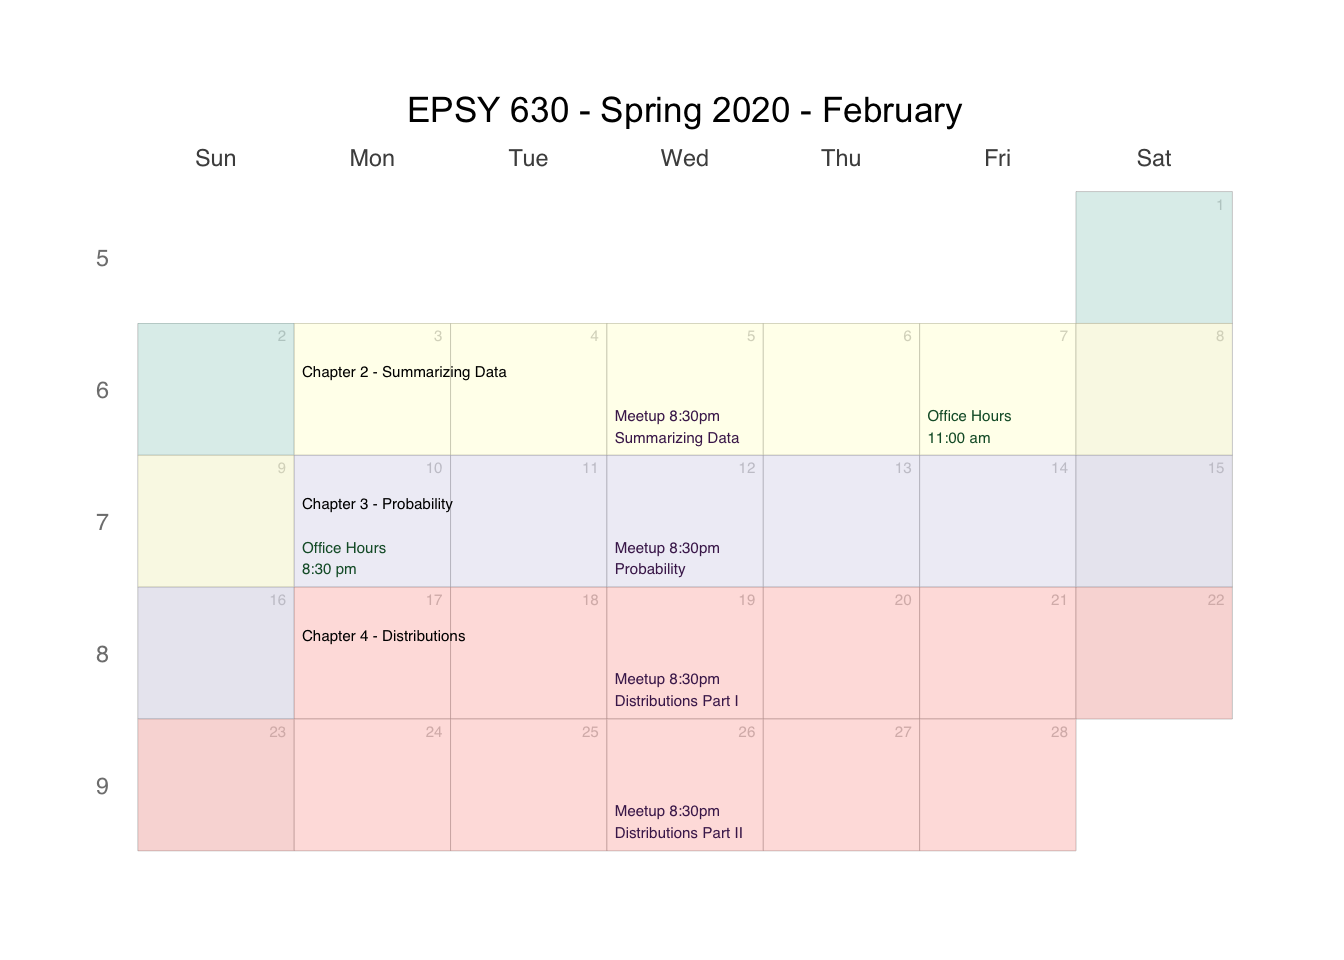 EPSY 630 - Spring 2020 - February
Sun Mon Tue Wed Thu Fri Sat
5
1
6
2 3 4 5 6 7 8
Chapter 2 - Summarizing Data
Meetup 8:30pm
Summarizing Data
Office Hours
11:00 am
7
9 10 11 12 13 14 15
Chapter 3 - Probability
Office Hours
8:30 pm
Meetup 8:30pm
Probability
8
16 17 18 19 20 21 22
Chapter 4 - Distributions
Meetup 8:30pm
Distributions Part I
9
23 24 25 26 27 28
Meetup 8:30pm
Distributions Part II